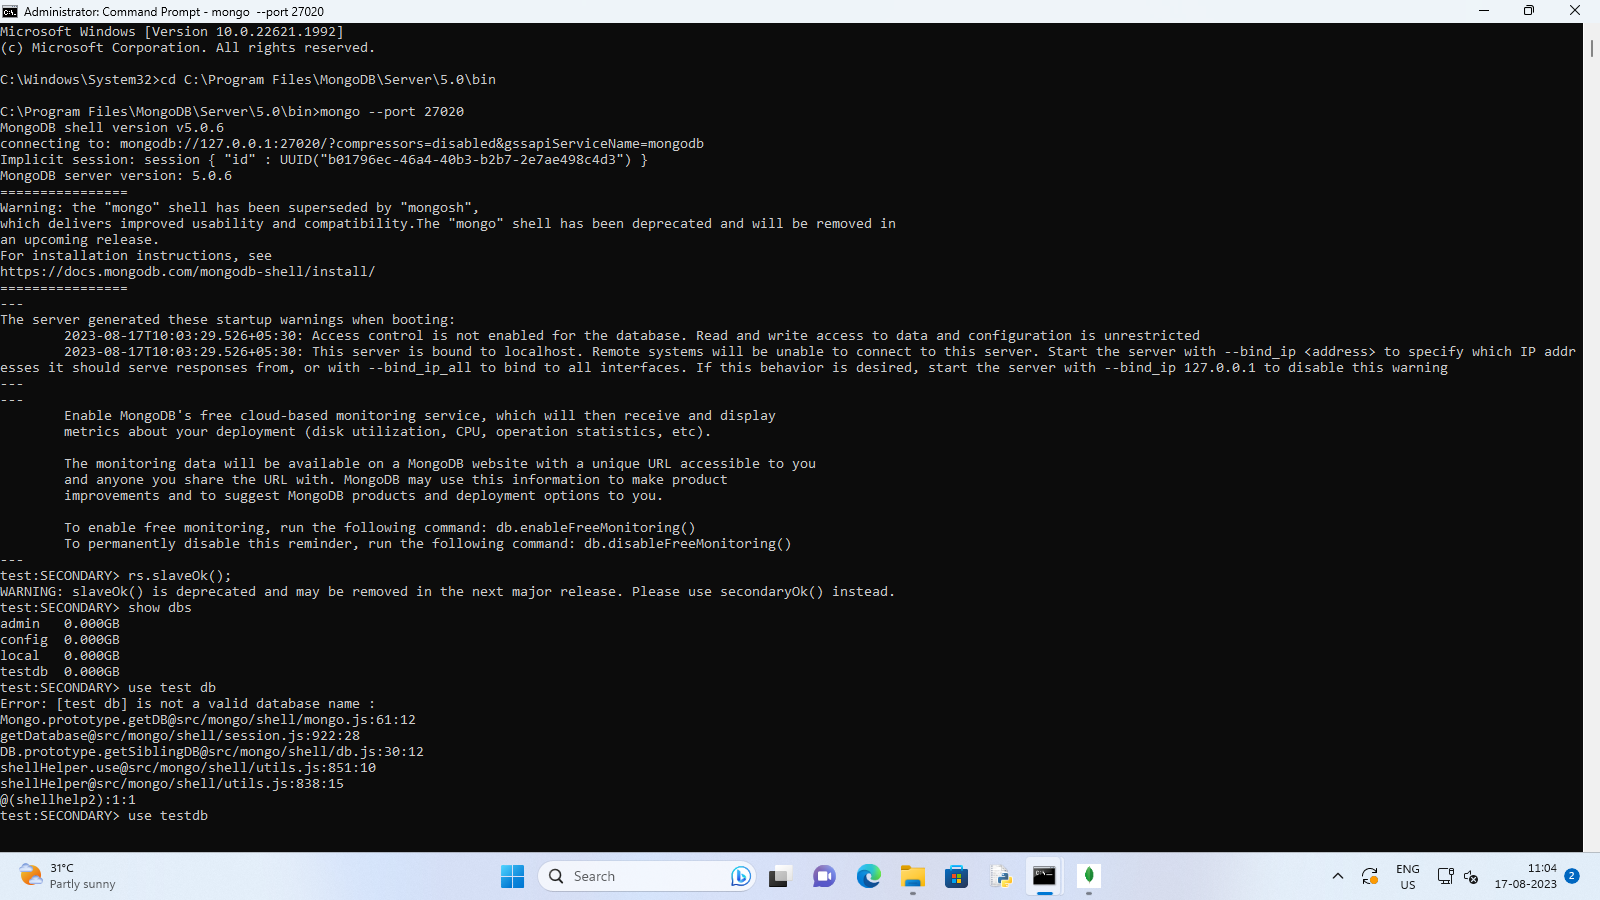 Administrator: Command Prompt - mongo  --port 27020
Microsoft Windows [Version 10.0.22621.1992]
(c) Microsoft Corporation. All rights reserved.
C:\Windows\System32>cd C:\Program Files\MongoDB\Server\5.0\bin
C:\Program Files\MongoDB\Server\5.0\bin>mongo --port 27020
MongoDB shell version v5.0.6
connecting to: mongodb://127.0.0.1:27020/?compressors=disabled&gssapiServiceName=mongodb
Implicit session: session { "id" : UUID("b01796ec-46a4-40b3-b2b7-2e7ae498c4d3") }
MongoDB server version: 5.0.6
================
Warning: the "mongo" shell has been superseded by "mongosh",
which delivers improved usability and compatibility.The "mongo" shell has been deprecated and will be removed in
an upcoming release.
For installation instructions, see
https://docs.mongodb.com/mongodb-shell/install/
================
---
The server generated these startup warnings when booting:
        2023-08-17T10:03:29.526+05:30: Access control is not enabled for the database. Read and write access to data and configuration is unrestricted
        2023-08-17T10:03:29.526+05:30: This server is bound to localhost. Remote systems will be unable to connect to this server. Start the server with --bind_ip <address> to specify which IP addr
esses it should serve responses from, or with --bind_ip_all to bind to all interfaces. If this behavior is desired, start the server with --bind_ip 127.0.0.1 to disable this warning
---
---
        Enable MongoDB's free cloud-based monitoring service, which will then receive and display
        metrics about your deployment (disk utilization, CPU, operation statistics, etc).
        The monitoring data will be available on a MongoDB website with a unique URL accessible to you
        and anyone you share the URL with. MongoDB may use this information to make product
        improvements and to suggest MongoDB products and deployment options to you.
        To enable free monitoring, run the following command: db.enableFreeMonitoring()
        To permanently disable this reminder, run the following command: db.disableFreeMonitoring()
---
test:SECONDARY> rs.slaveOk();
WARNING: slaveOk() is deprecated and may be removed in the next major release. Please use secondaryOk() instead.
test:SECONDARY> show dbs
admin   0.000GB
config  0.000GB
local   0.000GB
testdb  0.000GB
test:SECONDARY> use test db
Error: [test db] is not a valid database name :
Mongo.prototype.getDB@src/mongo/shell/mongo.js:61:12
getDatabase@src/mongo/shell/session.js:922:28
DB.prototype.getSiblingDB@src/mongo/shell/db.js:30:12
shellHelper.use@src/mongo/shell/utils.js:851:10
shellHelper@src/mongo/shell/utils.js:838:15
@(shellhelp2):1:1
test:SECONDARY> use testdb
31°C
Partly sunny
Search
ENG
US
11:04
17-08-2023
2